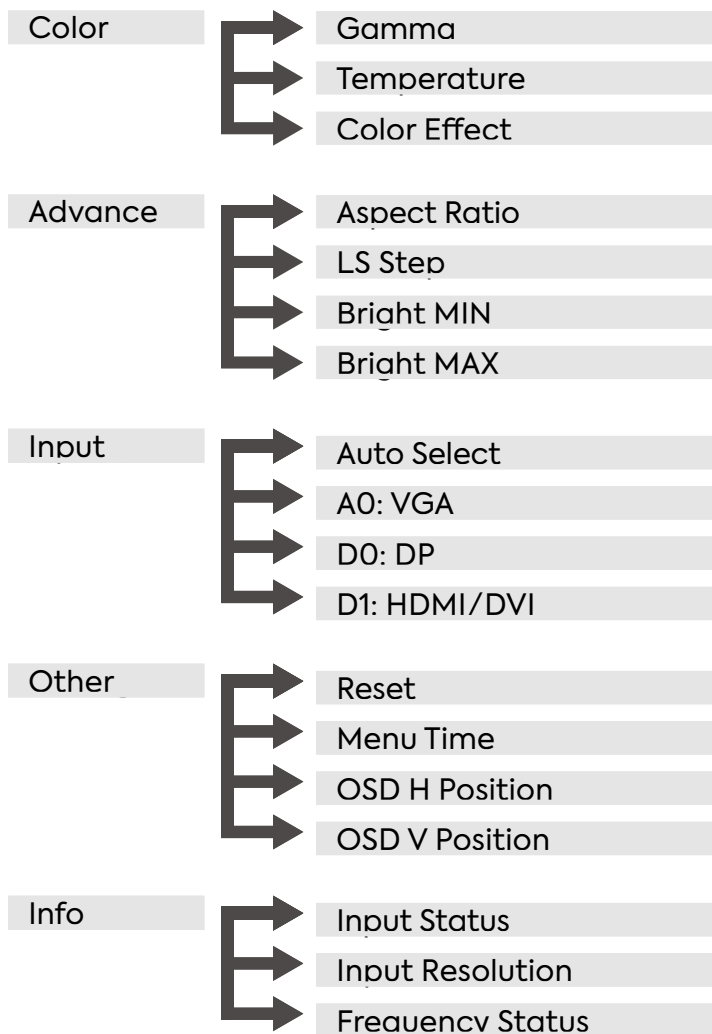 Color
Gamma
Temperature
Color Effect
Advance
Aspect Ratio
LS Step
Bright MIN
Bright MAX
Input
Auto Select
A0: VGA
D0: DP
D1: HDMI/DVI
Other
Reset
Menu Time
OSD H Position
OSD V Position
Info
Input Status
Input Resolution
Frequency Status